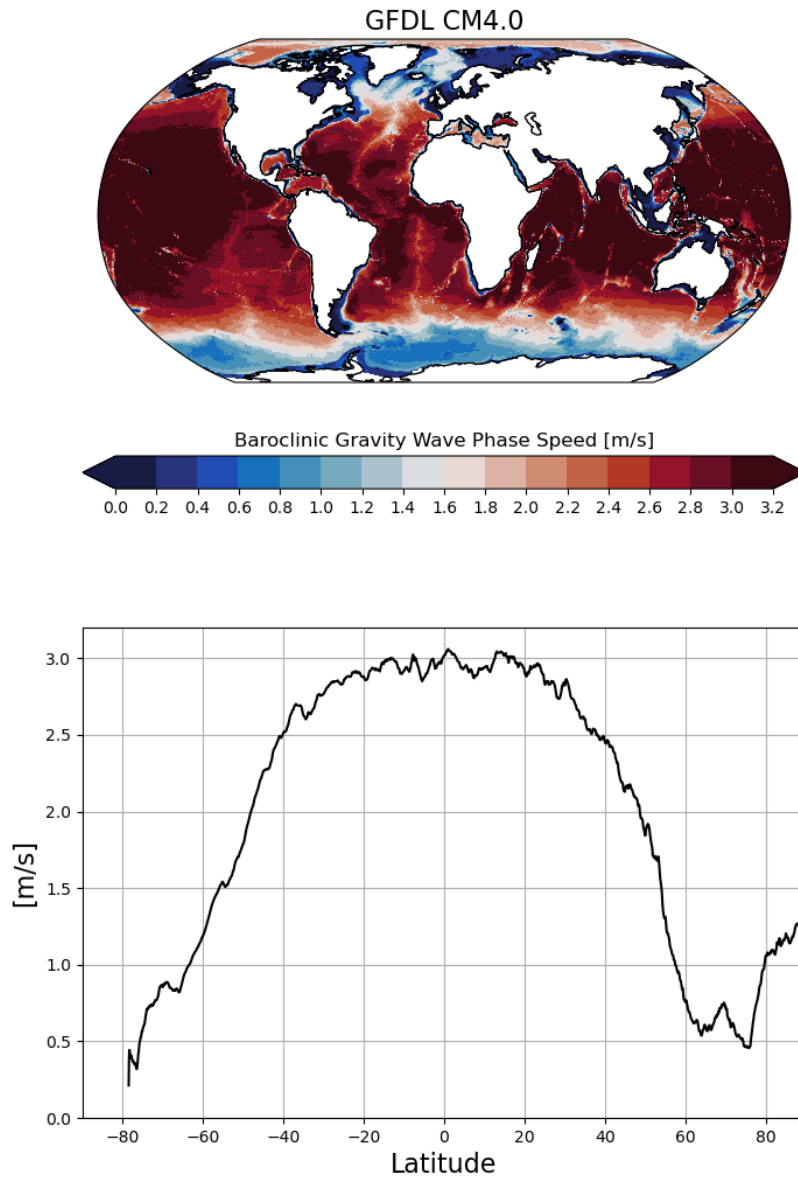 GFDL CM4.0
Baroclinic Gravity Wave Phase Speed [m/s]
0.0 0.2 0.4 0.6 0.8 1.0 1.2 1.4 1.6 1.8 2.0 2.2 2.4 2.6 2.8 3.0 3.2
3.0
2.5
2.0
1.5
1.0
0.5
0.0
[m/s]
−80 −60 −40 −20 0 20 40 60 80
Latitude